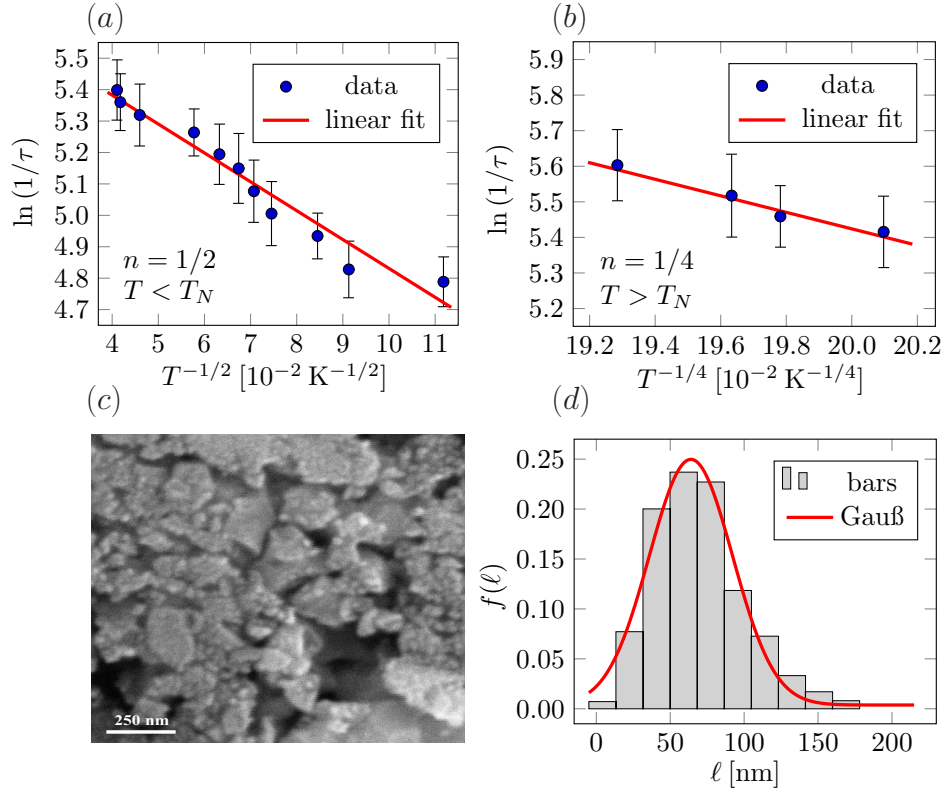 (a)
5.5
5.4
5.3
5.2
5.1
5.0
4.9
4.8
4.7
ln (1/τ)
data
linear fit
n = 1/2
T < T_N
4 5 6 7 8 9 10 11
T^{-1/2} [10^{-2} K^{-1/2}]
(b)
5.9
5.8
5.7
5.6
5.5
5.4
5.3
5.2
ln (1/τ)
data
linear fit
n = 1/4
T > T_N
19.2 19.4 19.6 19.8 20.0 20.2
T^{-1/4} [10^{-2} K^{-1/4}]
(c)
250 nm
(d)
0.25
0.20
0.15
0.10
0.05
0.00
f(ℓ)
bars
Gauß
0 50 100 150 200
ℓ [nm]